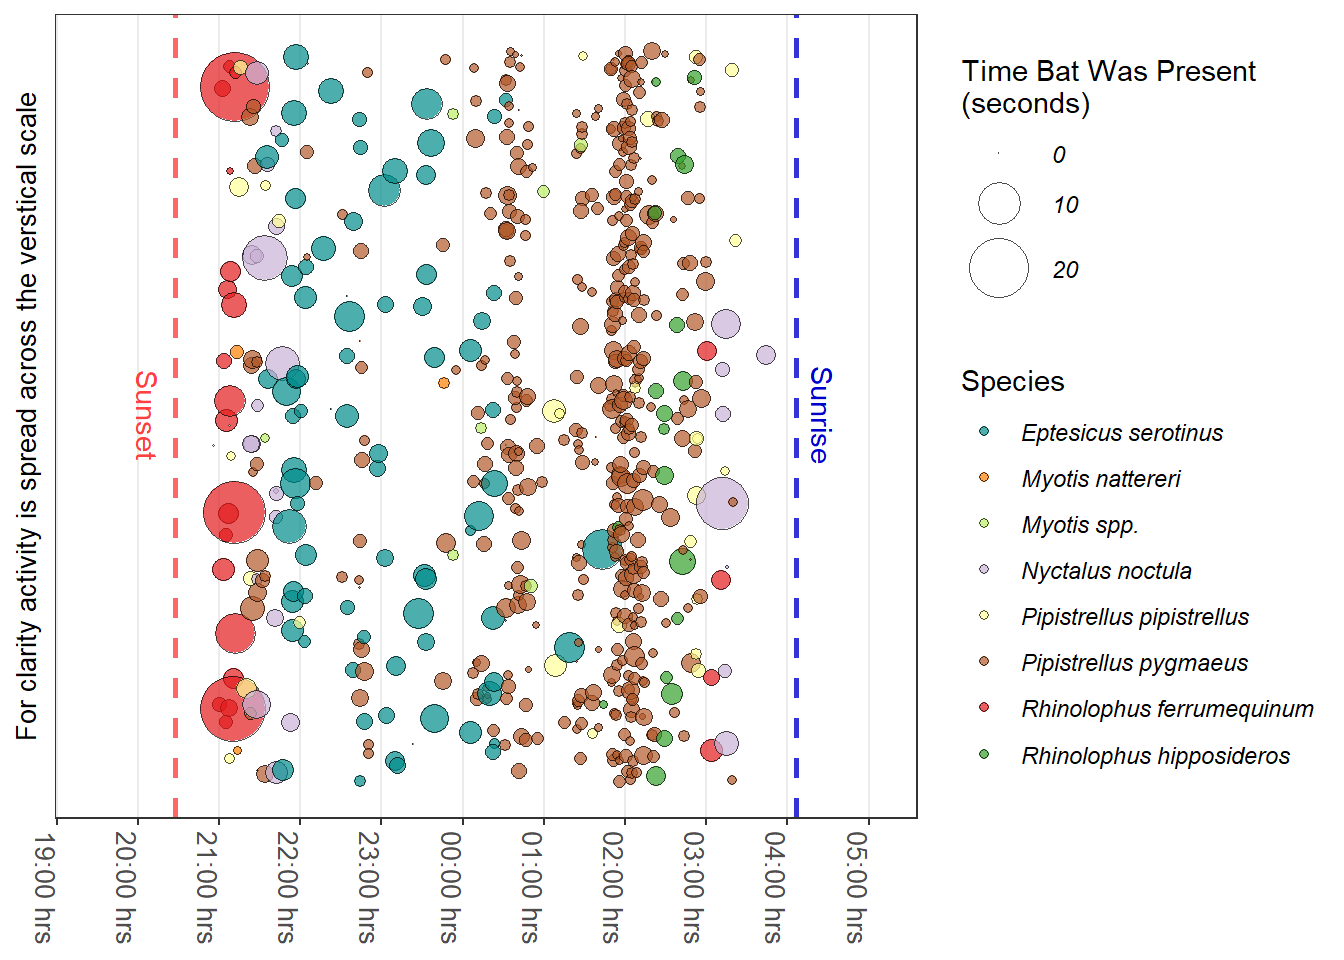 For clarity activity is spread across the verstical scale
Sunset
Sunrise
19:00 hrs
20:00 hrs
21:00 hrs
22:00 hrs
23:00 hrs
00:00 hrs
01:00 hrs
02:00 hrs
03:00 hrs
04:00 hrs
05:00 hrs
Time Bat Was Present
(seconds)
0
10
20
Species
Eptesicus serotinus
Myotis nattereri
Myotis spp.
Nyctalus noctula
Pipistrellus pipistrellus
Pipistrellus pygmaeus
Rhinolophus ferrumequinum
Rhinolophus hipposideros